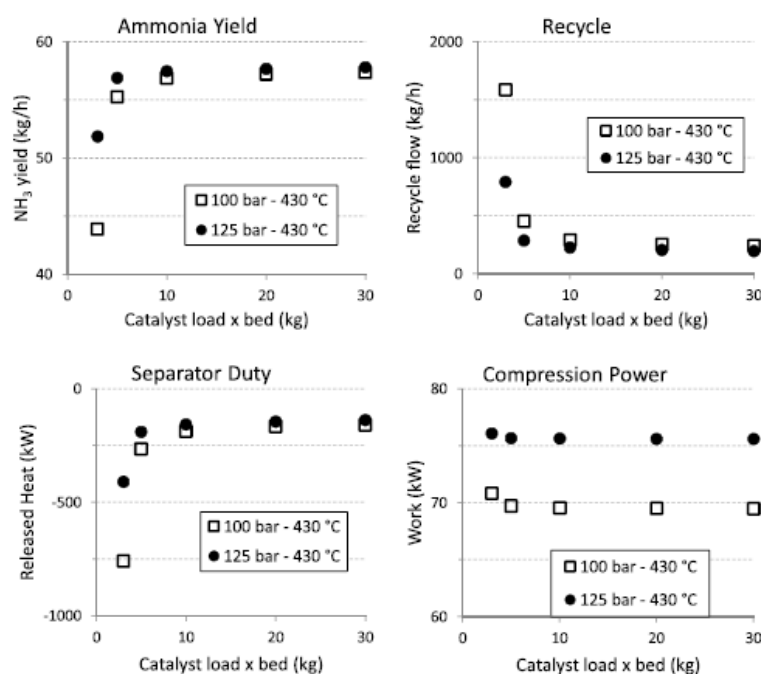 Ammonia Yield
60
50
40
NH₃ yield (kg/h)
100 bar - 430 °C
125 bar - 430 °C
0
10
20
30
Catalyst load x bed (kg)
Recycle
2000
1000
0
Recycle flow (kg/h)
100 bar - 430 °C
125 bar - 430 °C
0
10
20
30
Catalyst load x bed (kg)
Separator Duty
0
-500
-1000
Released Heat (kW)
100 bar - 430 °C
125 bar - 430 °C
0
10
20
30
Catalyst load x bed (kg)
Compression Power
80
70
60
Work (kW)
100 bar - 430 °C
125 bar - 430 °C
0
10
20
30
Catalyst load x bed (kg)